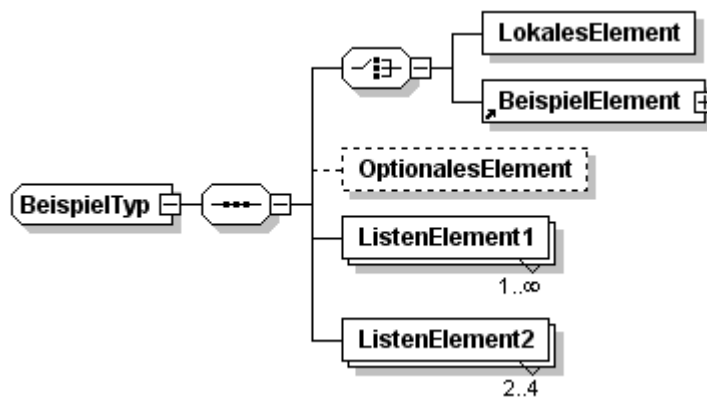 LokalesElement
BeispielElement
OptionalesElement
BeispielTyp
ListenElement1
1..∞
ListenElement2
2..4